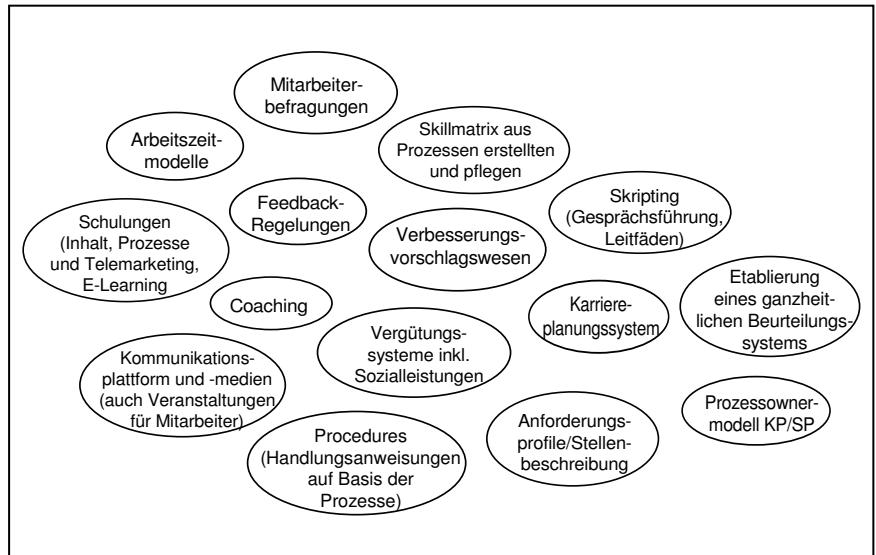 Mitarbeiter-
befragungen
Arbeitszeit-
modelle
Skillmatrix aus
Prozessen erstellten
und pflegen
Feedback-
Regelungen
Skripting
(Gesprächsführung,
Leitfäden)
Schulungen
(Inhalt, Prozesse
und Telemarketing,
E-Learning
Verbesserungs-
vorschlagswesen
Etablierung
eines ganzheit-
lichen Beurteilungs-
systems
Coaching
Karriere-
planungssystem
Vergütungs-
systeme inkl.
Sozialleistungen
Kommunikations-
plattform und -medien
(auch Veranstaltungen
für Mitarbeiter)
Prozessowner-
modell KP/SP
Anforderungs-
profile/Stellen-
beschreibung
Procedures
(Handlungsanweisungen
auf Basis der
Prozesse)